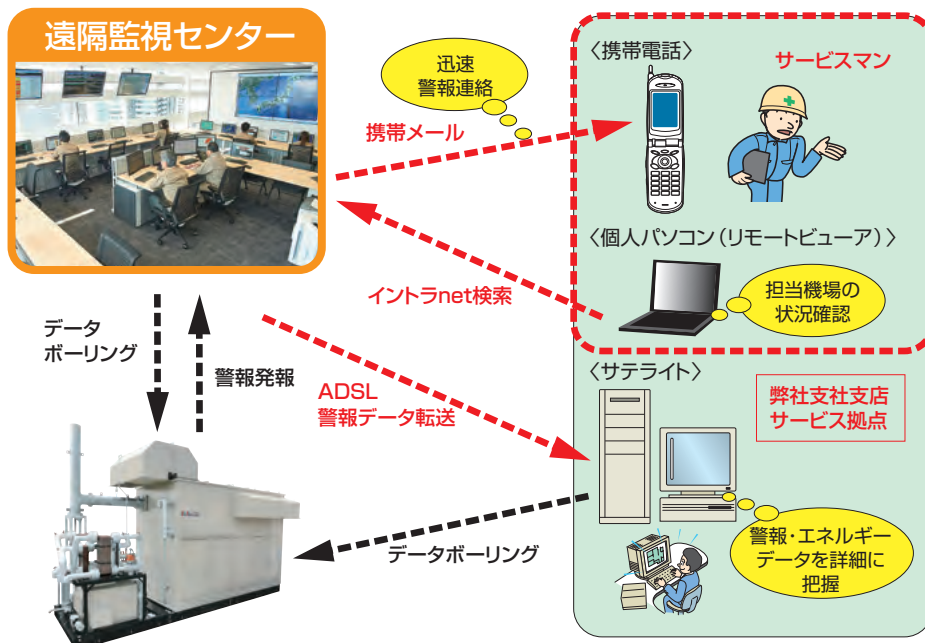 遠隔監視センター
迅速
警報連絡
携帯メール
〈携帯電話〉
サービスマン
〈個人パソコン（リモートビューア）〉
担当機場の
状況確認
イントラnet検索
データ
ボーリング
警報発報
ADSL
警報データ転送
〈サテライト〉
弊社支社支店
サービス拠点
データボーリング
警報・エネルギー
データを詳細に
把握